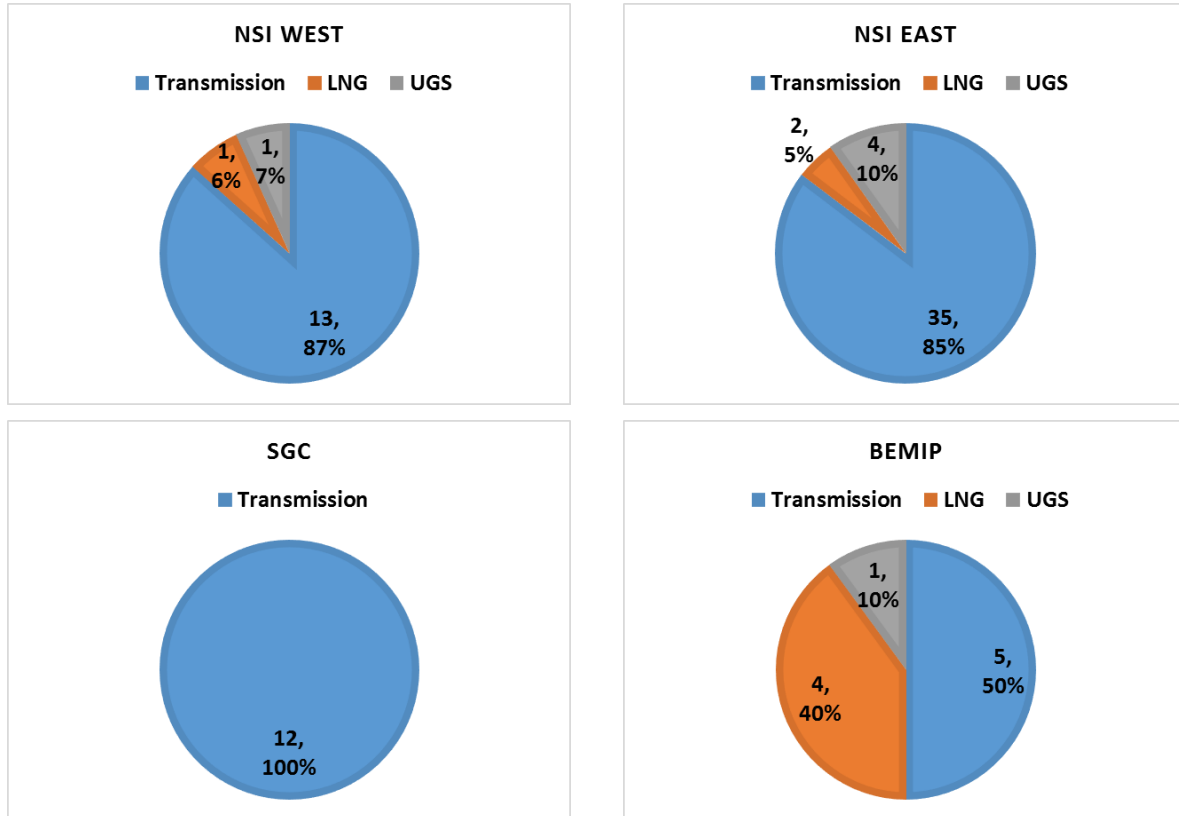 NSI WEST
Transmission LNG UGS
1,
6%
1,
7%
13,
87%
NSI EAST
Transmission LNG UGS
2,
5%
4,
10%
35,
85%
SGC
Transmission
12,
100%
BEMIP
Transmission LNG UGS
1,
10%
5,
50%
4,
40%